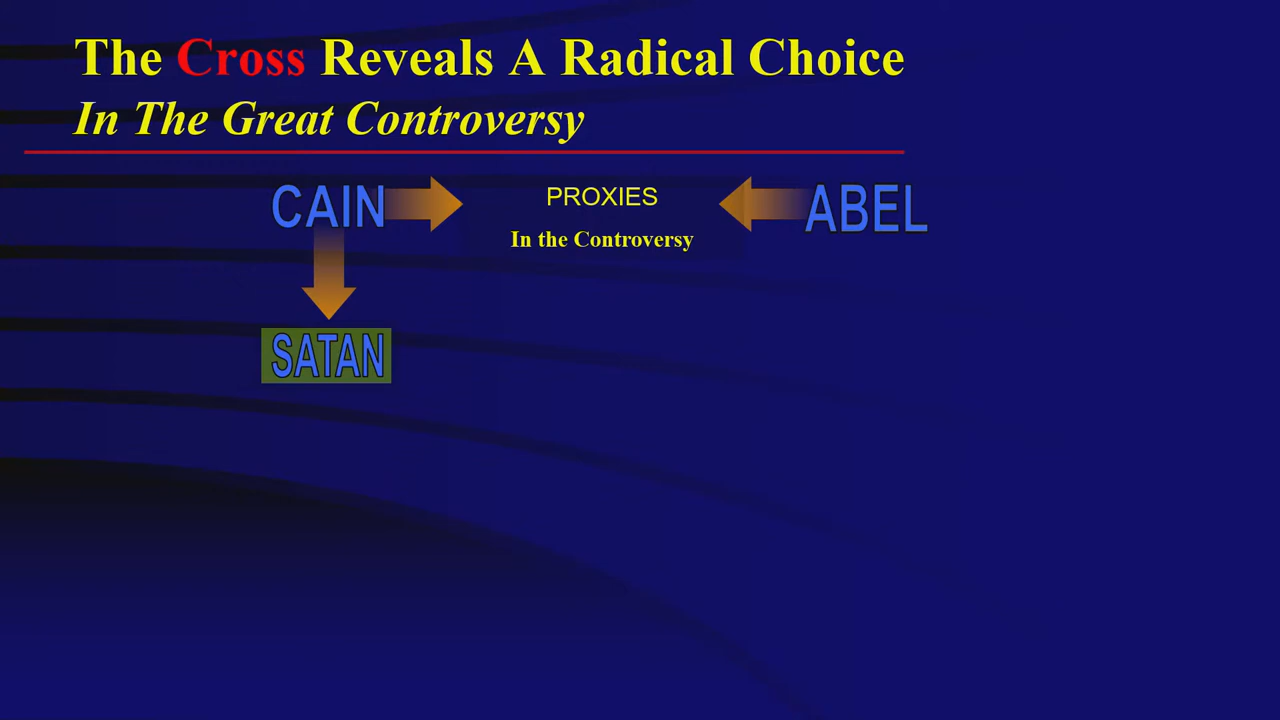 The Cross Reveals A Radical Choice
In The Great Controversy
CAIN PROXIES ABEL
In the Controversy
SATAN